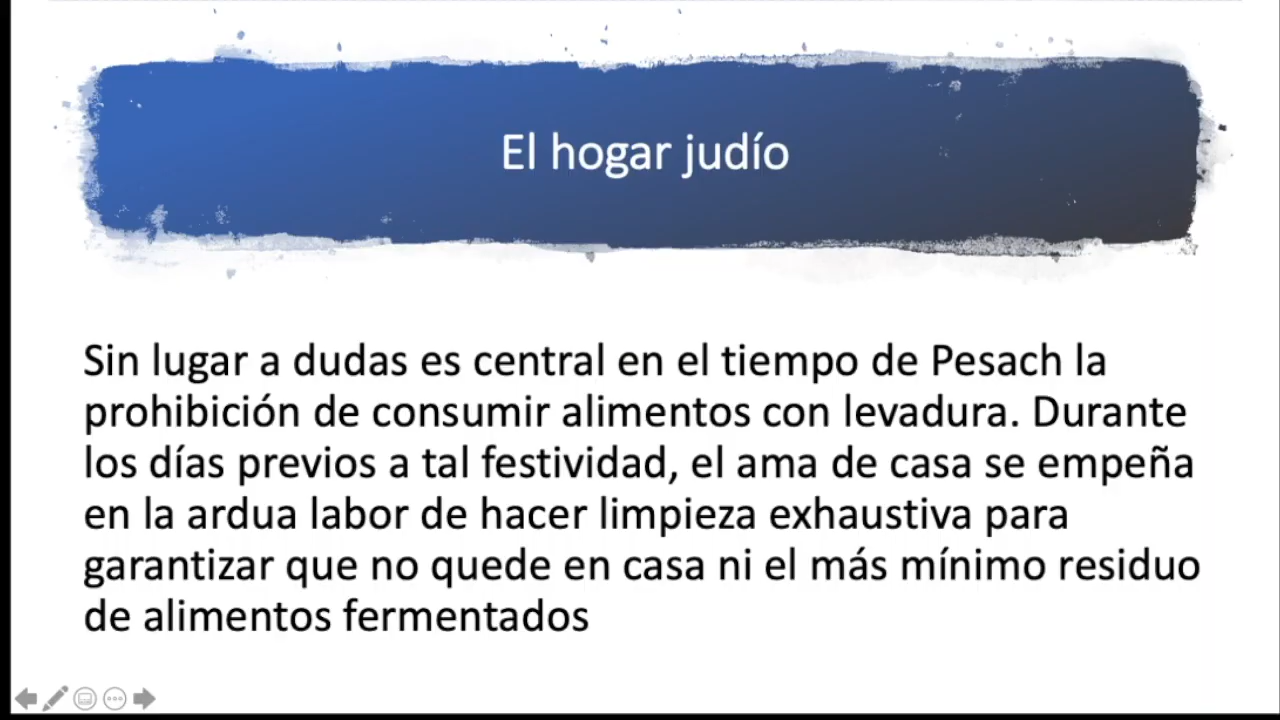 El hogar judío
Sin lugar a dudas es central en el tiempo de Pesach la
prohibición de consumir alimentos con levadura. Durante
los días previos a tal festividad, el ama de casa se empeña
en la ardua labor de hacer limpieza exhaustiva para
garantizar que no quede en casa ni el más mínimo residuo
de alimentos fermentados